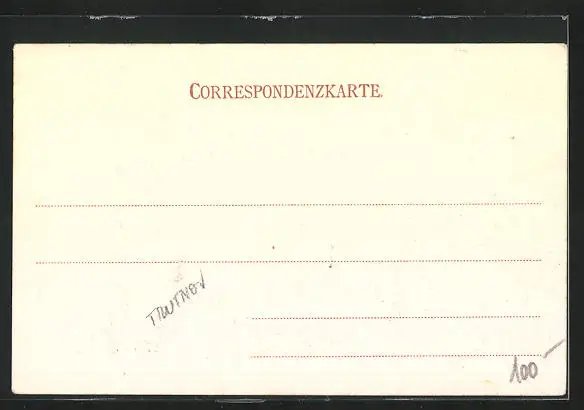 CORRESPONDENZKARTE.
TRUTNOV
100-